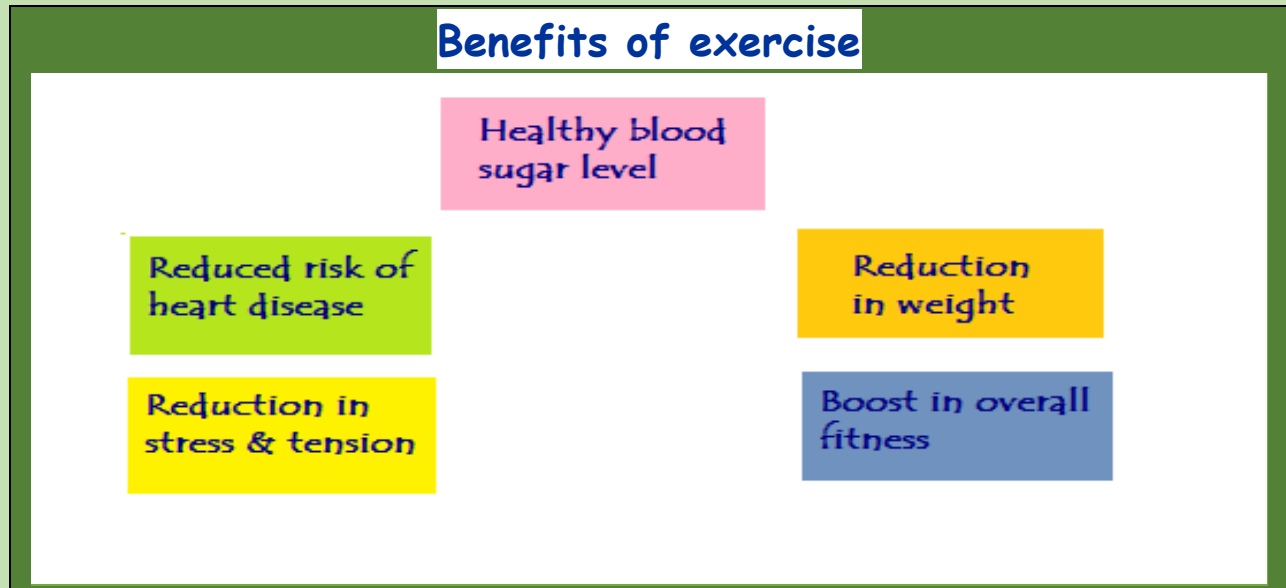 Benefits of exercise
Healthy blood
sugar level
Reduced risk of
heart disease
Reduction
in weight
Reduction in
stress & tension
Boost in overall
fitness